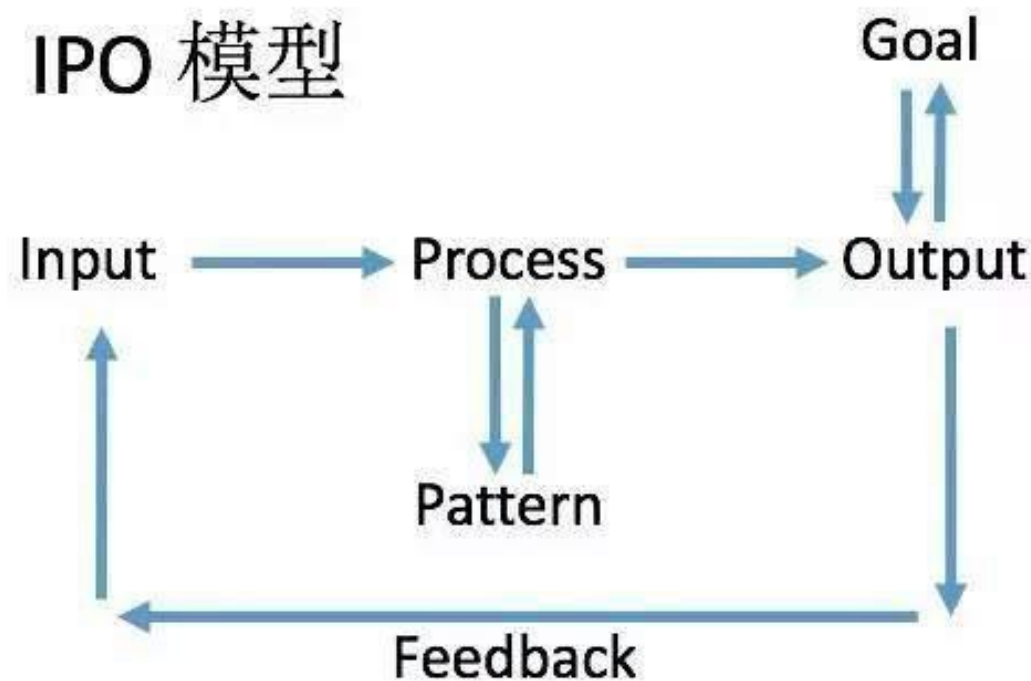 IPO 模型
Goal
Input
Process
Output
Pattern
Feedback